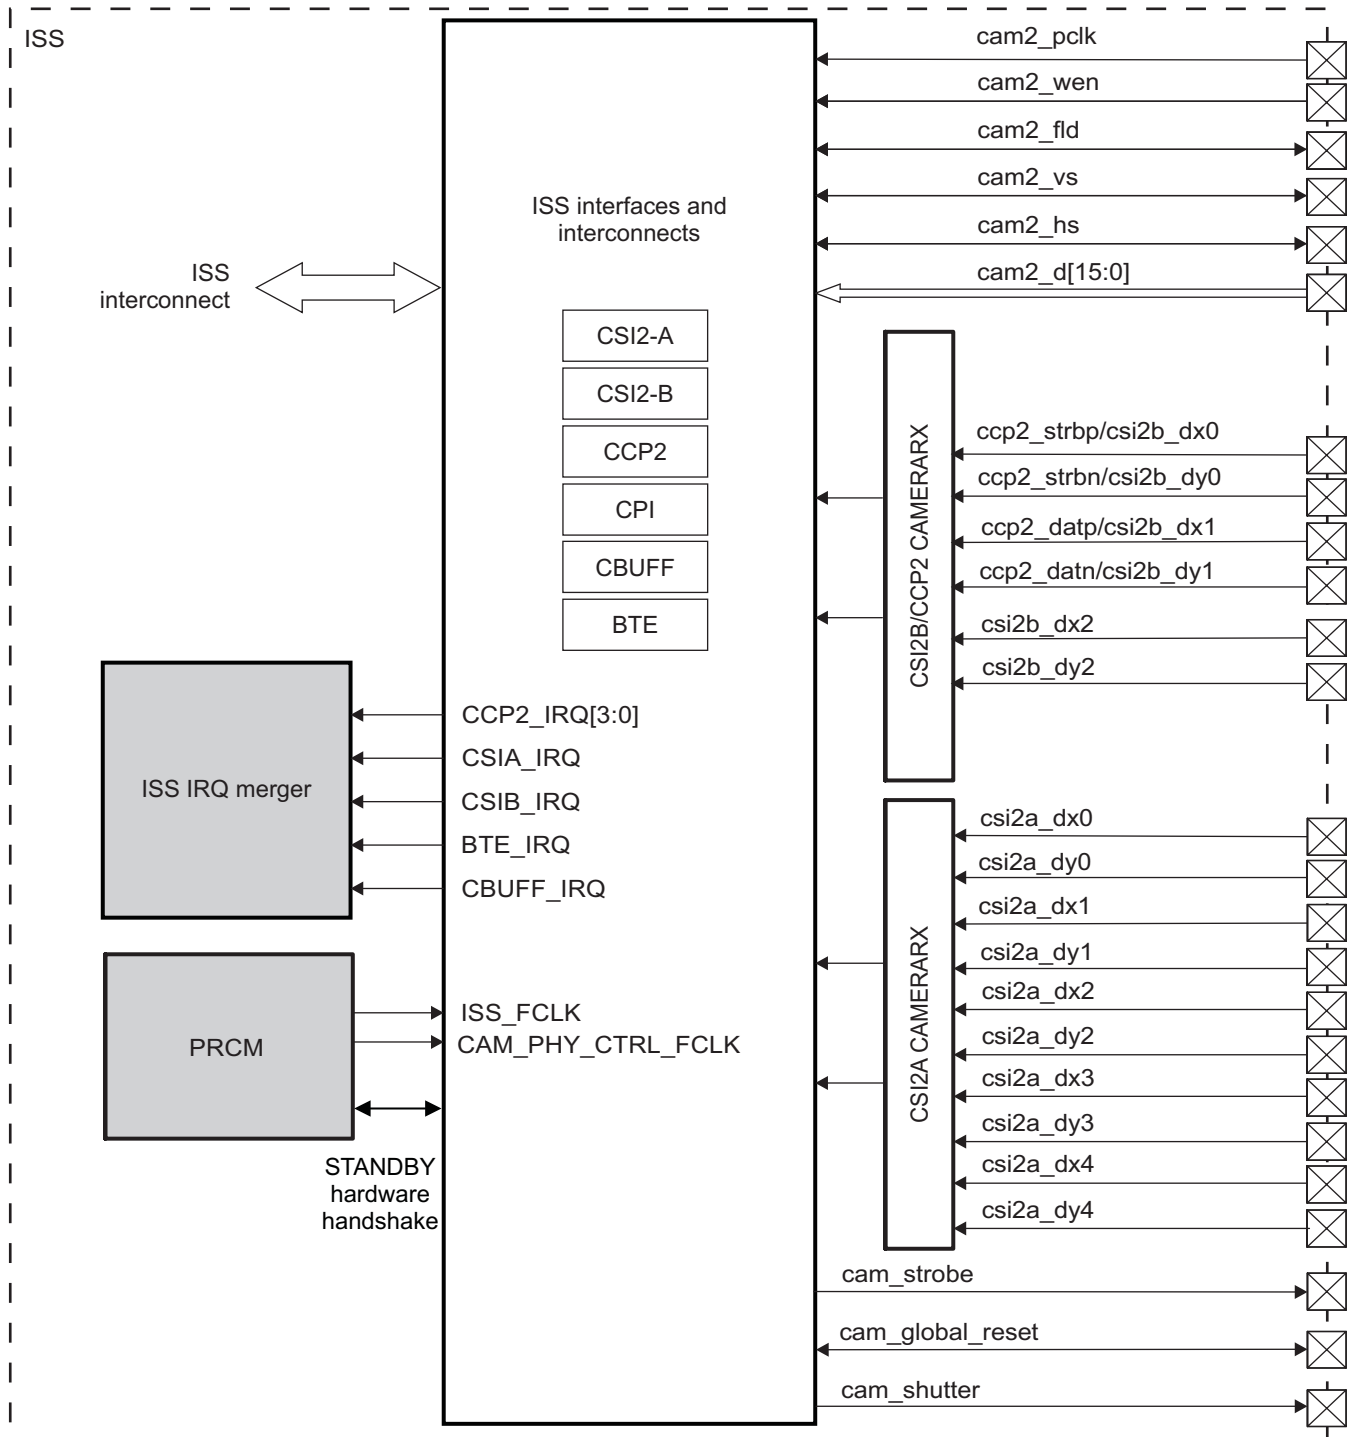 ISS
cam2_pclk
cam2_wen
cam2_fld
cam2_vs
cam2_hs
cam2_d[15:0]
ISS interfaces and
interconnects
ISS
interconnect
CSI2-A
CSI2-B
CCP2
CPI
CBUFF
BTE
CSI2B/CCP2 CAMERARX
ccp2_strbp/csi2b_dx0
ccp2_strbn/csi2b_dy0
ccp2_datp/csi2b_dx1
ccp2_datn/csi2b_dy1
csi2b_dx2
csi2b_dy2
ISS IRQ merger
CCP2_IRQ[3:0]
CSIA_IRQ
CSIB_IRQ
BTE_IRQ
CBUFF_IRQ
PRCM
ISS_FCLK
CAM_PHY_CTRL_FCLK
STANDBY
hardware
handshake
CSI2A CAMERARX
csi2a_dx0
csi2a_dy0
csi2a_dx1
csi2a_dy1
csi2a_dx2
csi2a_dy2
csi2a_dx3
csi2a_dy3
csi2a_dx4
csi2a_dy4
cam_strobe
cam_global_reset
cam_shutter